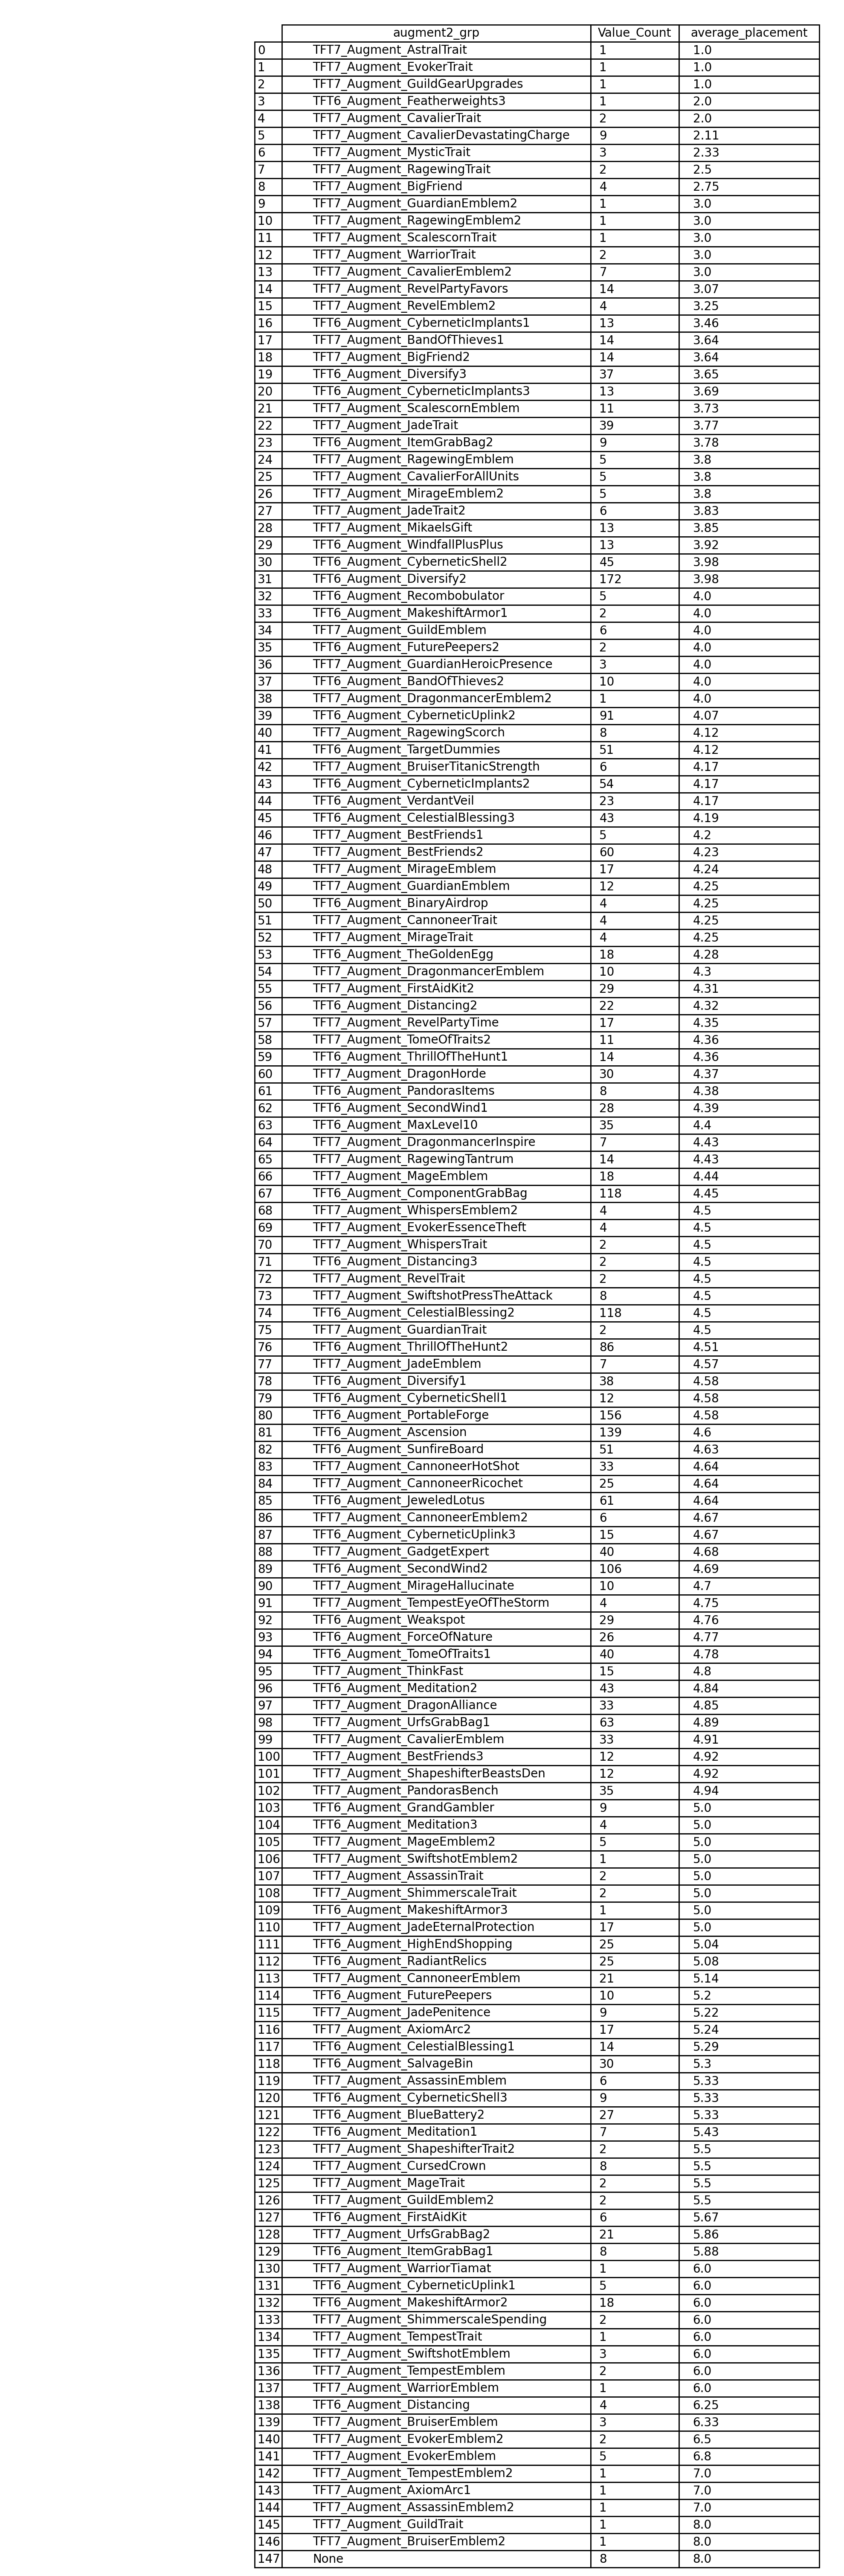 augment2_grp Value_Count average_placement
0 TFT7_Augment_AstralTrait 1 1.0
1 TFT7_Augment_EvokerTrait 1 1.0
2 TFT7_Augment_GuildGearUpgrades 1 1.0
3 TFT6_Augment_Featherweights3 1 2.0
4 TFT7_Augment_CavalierTrait 2 2.0
5 TFT7_Augment_CavalierDevastatingCharge 9 2.11
6 TFT7_Augment_MysticTrait 3 2.33
7 TFT7_Augment_RagewingTrait 2 2.5
8 TFT7_Augment_BigFriend 4 2.75
9 TFT7_Augment_GuardianEmblem2 1 3.0
10 TFT7_Augment_RagewingEmblem2 1 3.0
11 TFT7_Augment_ScalescornTrait 1 3.0
12 TFT7_Augment_WarriorTrait 2 3.0
13 TFT7_Augment_CavalierEmblem2 7 3.0
14 TFT7_Augment_RevelPartyFavors 14 3.07
15 TFT7_Augment_RevelEmblem2 4 3.25
16 TFT6_Augment_CyberneticImplants1 13 3.46
17 TFT7_Augment_BandOfThieves1 14 3.64
18 TFT7_Augment_BigFriend2 14 3.64
19 TFT6_Augment_Diversify3 37 3.65
20 TFT6_Augment_CyberneticImplants3 13 3.69
21 TFT7_Augment_ScalescornEmblem 11 3.73
22 TFT7_Augment_JadeTrait 39 3.77
23 TFT6_Augment_ItemGrabBag2 9 3.78
24 TFT7_Augment_RagewingEmblem 5 3.8
25 TFT7_Augment_CavalierForAllUnits 5 3.8
26 TFT7_Augment_MirageEmblem2 5 3.8
27 TFT7_Augment_JadeTrait2 6 3.83
28 TFT7_Augment_MikaelsGift 13 3.85
29 TFT6_Augment_WindfallPlusPlus 13 3.92
30 TFT6_Augment_CyberneticShell2 45 3.98
31 TFT6_Augment_Diversify2 172 3.98
32 TFT6_Augment_Recombobulator 5 4.0
33 TFT6_Augment_MakeshiftArmor1 2 4.0
34 TFT7_Augment_GuildEmblem 6 4.0
35 TFT6_Augment_FuturePeepers2 2 4.0
36 TFT7_Augment_GuardianHeroicPresence 3 4.0
37 TFT6_Augment_BandOfThieves2 10 4.0
38 TFT7_Augment_DragonmancerEmblem2 1 4.0
39 TFT6_Augment_CyberneticUplink2 91 4.07
40 TFT7_Augment_RagewingScorch 8 4.12
41 TFT6_Augment_TargetDummies 51 4.12
42 TFT7_Augment_BruiserTitanicStrength 6 4.17
43 TFT6_Augment_CyberneticImplants2 54 4.17
44 TFT6_Augment_VerdantVeil 23 4.17
45 TFT6_Augment_CelestialBlessing3 43 4.19
46 TFT7_Augment_BestFriends1 5 4.2
47 TFT7_Augment_BestFriends2 60 4.23
48 TFT7_Augment_MirageEmblem 17 4.24
49 TFT7_Augment_GuardianEmblem 12 4.25
50 TFT6_Augment_BinaryAirdrop 4 4.25
51 TFT7_Augment_CannoneerTrait 4 4.25
52 TFT7_Augment_MirageTrait 4 4.25
53 TFT6_Augment_TheGoldenEgg 18 4.28
54 TFT7_Augment_DragonmancerEmblem 10 4.3
55 TFT7_Augment_FirstAidKit2 29 4.31
56 TFT6_Augment_Distancing2 22 4.32
57 TFT7_Augment_RevelPartyTime 17 4.35
58 TFT7_Augment_TomeOfTraits2 11 4.36
59 TFT6_Augment_ThrillOfTheHunt1 14 4.36
60 TFT7_Augment_DragonHorde 30 4.37
61 TFT6_Augment_PandorasItems 8 4.38
62 TFT6_Augment_SecondWind1 28 4.39
63 TFT6_Augment_MaxLevel10 35 4.4
64 TFT7_Augment_DragonmancerInspire 7 4.43
65 TFT7_Augment_RagewingTantrum 14 4.43
66 TFT7_Augment_MageEmblem 18 4.44
67 TFT6_Augment_ComponentGrabBag 118 4.45
68 TFT7_Augment_WhispersEmblem2 4 4.5
69 TFT7_Augment_EvokerEssenceTheft 4 4.5
70 TFT7_Augment_WhispersTrait 2 4.5
71 TFT6_Augment_Distancing3 2 4.5
72 TFT7_Augment_RevelTrait 2 4.5
73 TFT7_Augment_SwiftshotPressTheAttack 8 4.5
74 TFT6_Augment_CelestialBlessing2 118 4.5
75 TFT7_Augment_GuardianTrait 2 4.5
76 TFT6_Augment_ThrillOfTheHunt2 86 4.51
77 TFT7_Augment_JadeEmblem 7 4.57
78 TFT6_Augment_Diversify1 38 4.58
79 TFT6_Augment_CyberneticShell1 12 4.58
80 TFT6_Augment_PortableForge 156 4.58
81 TFT6_Augment_Ascension 139 4.6
82 TFT6_Augment_SunfireBoard 51 4.63
83 TFT7_Augment_CannoneerHotShot 33 4.64
84 TFT7_Augment_CannoneerRicochet 25 4.64
85 TFT6_Augment_JeweledLotus 61 4.64
86 TFT7_Augment_CannoneerEmblem2 6 4.67
87 TFT6_Augment_CyberneticUplink3 15 4.67
88 TFT7_Augment_GadgetExpert 40 4.68
89 TFT6_Augment_SecondWind2 106 4.69
90 TFT7_Augment_MirageHallucinate 10 4.7
91 TFT7_Augment_TempestEyeOfTheStorm 4 4.75
92 TFT6_Augment_Weakspot 29 4.76
93 TFT6_Augment_ForceOfNature 26 4.77
94 TFT6_Augment_TomeOfTraits1 40 4.78
95 TFT7_Augment_ThinkFast 15 4.8
96 TFT6_Augment_Meditation2 43 4.84
97 TFT7_Augment_DragonAlliance 33 4.85
98 TFT7_Augment_UrfsGrabBag1 63 4.89
99 TFT7_Augment_CavalierEmblem 33 4.91
100 TFT7_Augment_BestFriends3 12 4.92
101 TFT7_Augment_ShapeshifterBeastsDen 12 4.92
102 TFT7_Augment_PandorasBench 35 4.94
103 TFT6_Augment_GrandGambler 9 5.0
104 TFT6_Augment_Meditation3 4 5.0
105 TFT7_Augment_MageEmblem2 5 5.0
106 TFT7_Augment_SwiftshotEmblem2 1 5.0
107 TFT7_Augment_AssassinTrait 2 5.0
108 TFT7_Augment_ShimmerscaleTrait 2 5.0
109 TFT6_Augment_MakeshiftArmor3 1 5.0
110 TFT7_Augment_JadeEternalProtection 17 5.0
111 TFT6_Augment_HighEndShopping 25 5.04
112 TFT6_Augment_RadiantRelics 25 5.08
113 TFT7_Augment_CannoneerEmblem 21 5.14
114 TFT6_Augment_FuturePeepers 10 5.2
115 TFT7_Augment_JadePenitence 9 5.22
116 TFT7_Augment_AxiomArc2 17 5.24
117 TFT6_Augment_CelestialBlessing1 14 5.29
118 TFT6_Augment_SalvageBin 30 5.3
119 TFT7_Augment_AssassinEmblem 6 5.33
120 TFT6_Augment_CyberneticShell3 9 5.33
121 TFT6_Augment_BlueBattery2 27 5.33
122 TFT6_Augment_Meditation1 7 5.43
123 TFT7_Augment_ShapeshifterTrait2 2 5.5
124 TFT7_Augment_CursedCrown 8 5.5
125 TFT7_Augment_MageTrait 2 5.5
126 TFT7_Augment_GuildEmblem2 2 5.5
127 TFT6_Augment_FirstAidKit 6 5.67
128 TFT7_Augment_UrfsGrabBag2 21 5.86
129 TFT6_Augment_ItemGrabBag1 8 5.88
130 TFT7_Augment_WarriorTiamat 1 6.0
131 TFT6_Augment_CyberneticUplink1 5 6.0
132 TFT6_Augment_MakeshiftArmor2 18 6.0
133 TFT7_Augment_ShimmerscaleSpending 2 6.0
134 TFT7_Augment_TempestTrait 1 6.0
135 TFT7_Augment_SwiftshotEmblem 3 6.0
136 TFT7_Augment_TempestEmblem 2 6.0
137 TFT7_Augment_WarriorEmblem 1 6.0
138 TFT6_Augment_Distancing 4 6.25
139 TFT7_Augment_BruiserEmblem 3 6.33
140 TFT7_Augment_EvokerEmblem2 2 6.5
141 TFT7_Augment_EvokerEmblem 5 6.8
142 TFT7_Augment_TempestEmblem2 1 7.0
143 TFT7_Augment_AxiomArc1 1 7.0
144 TFT7_Augment_AssassinEmblem2 1 7.0
145 TFT7_Augment_GuildTrait 1 8.0
146 TFT7_Augment_BruiserEmblem2 1 8.0
147 None 8 8.0